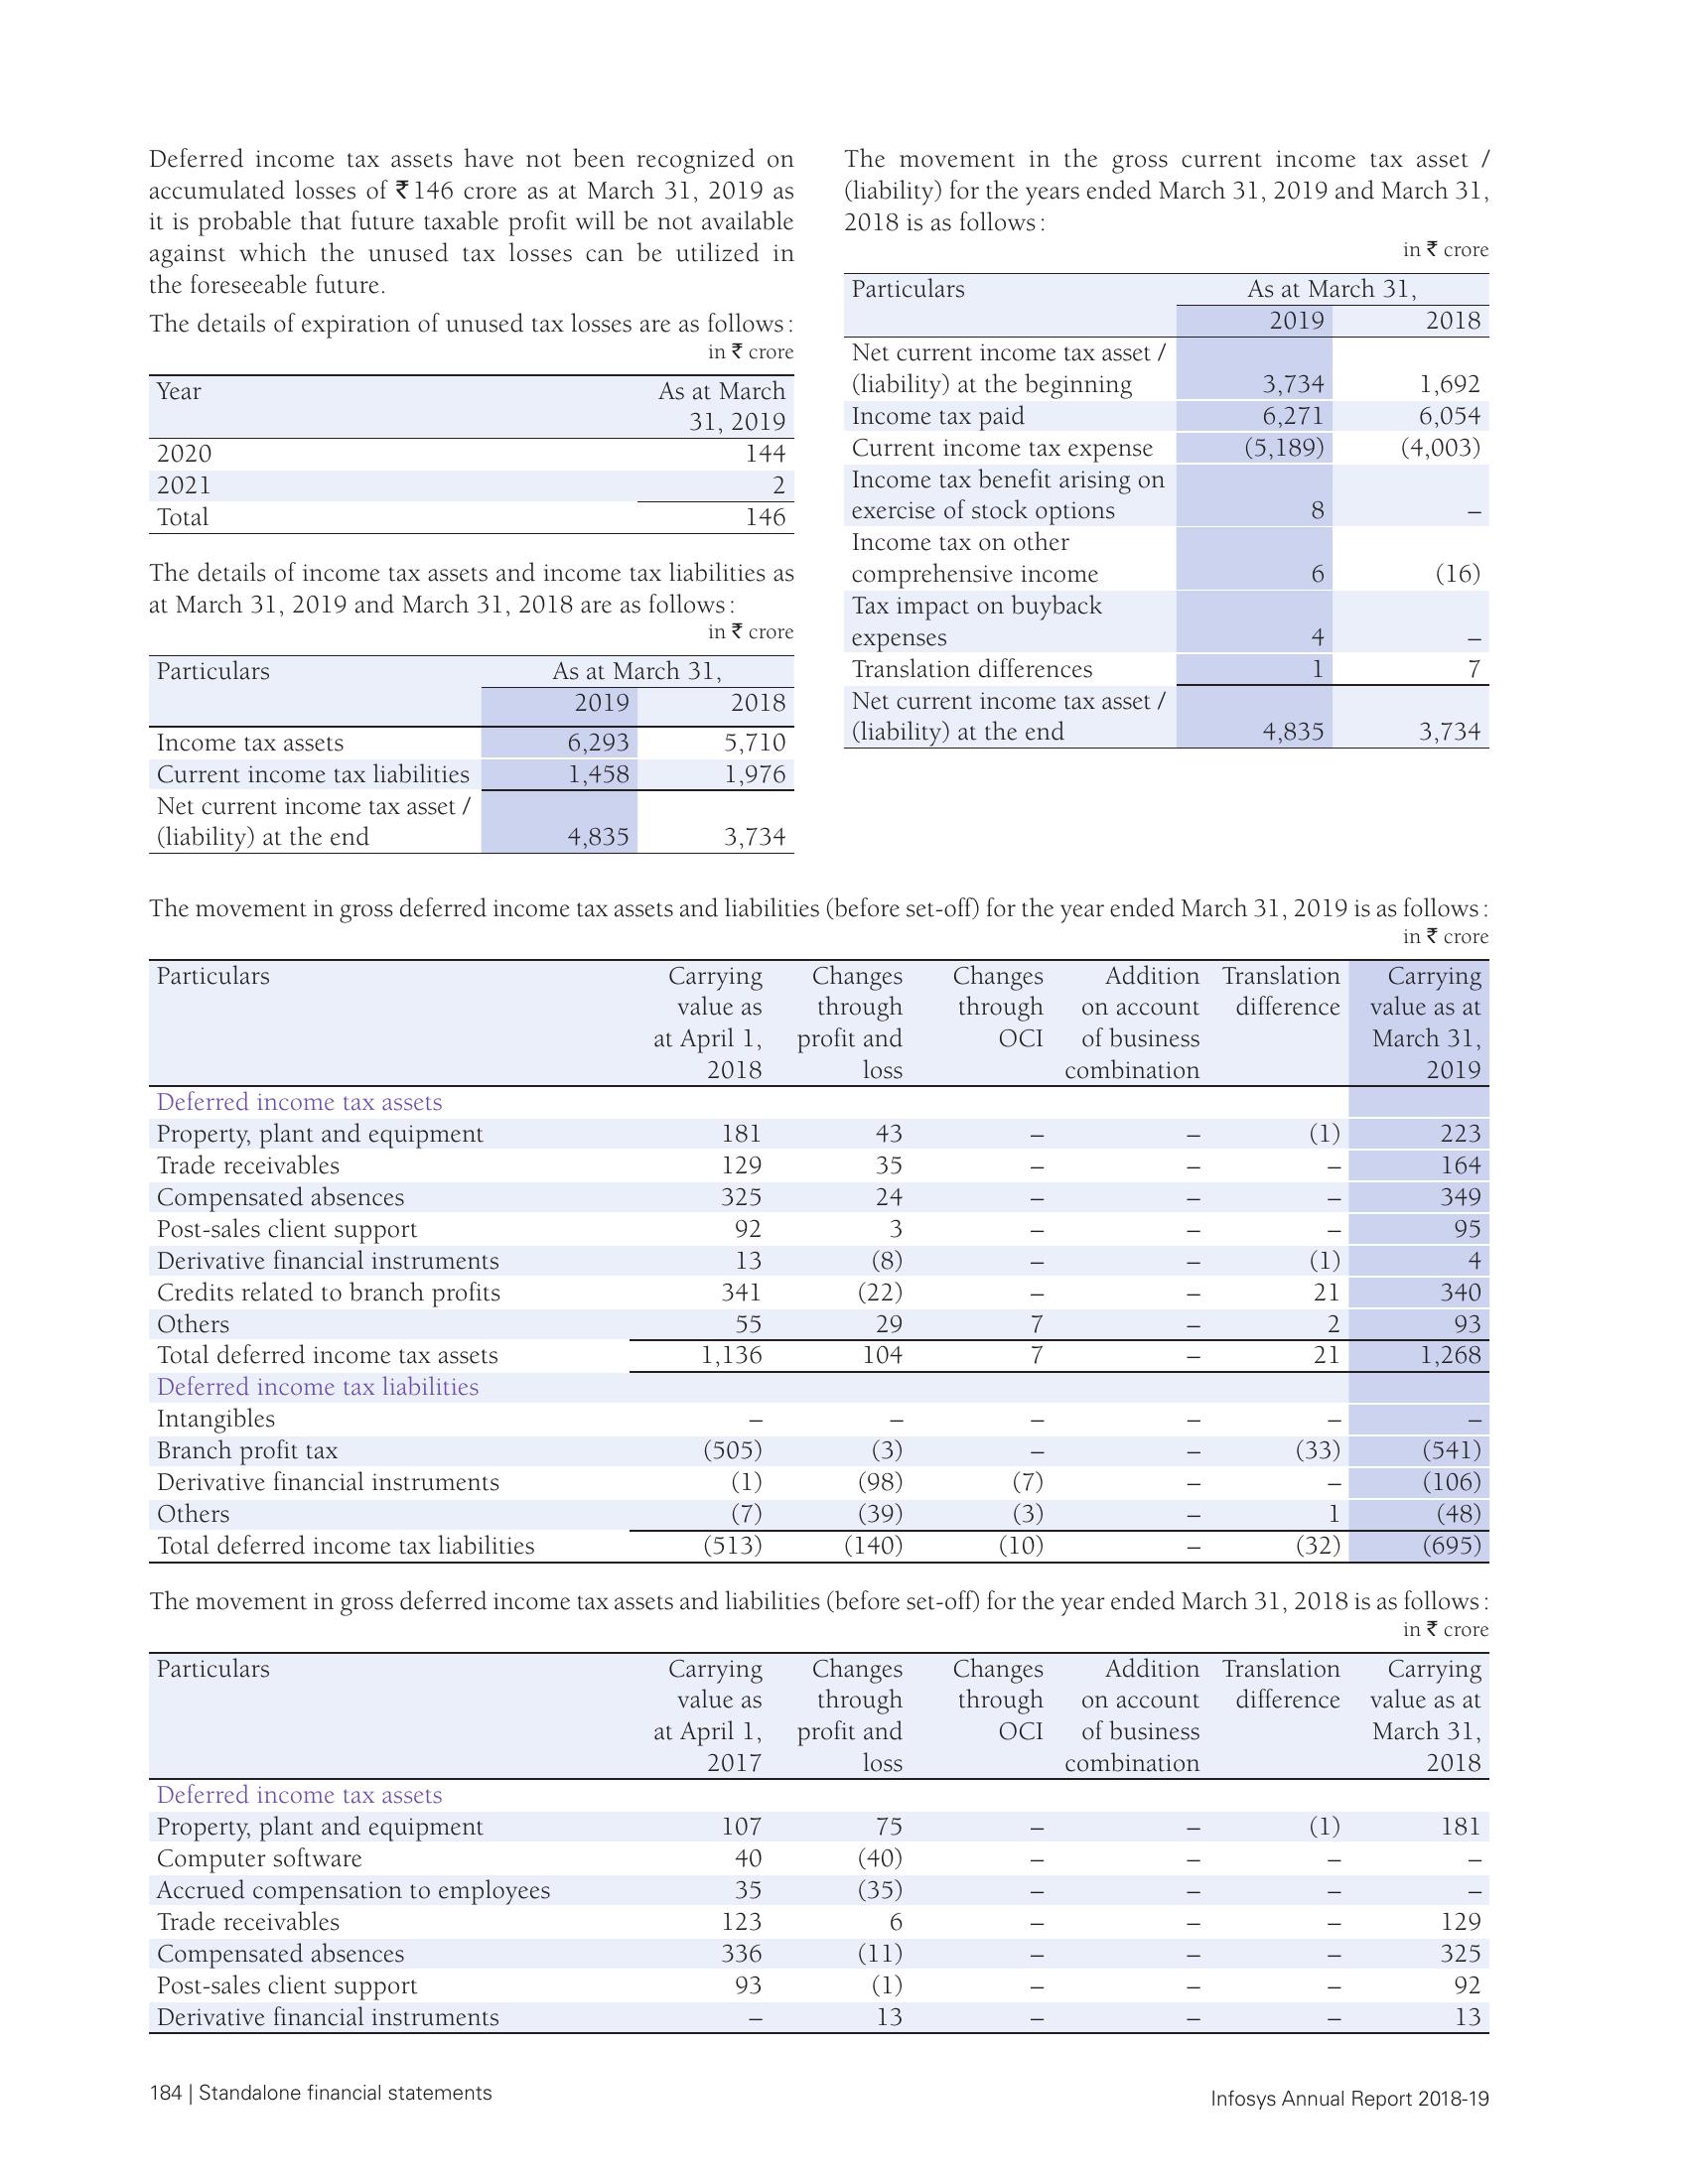 Deferred income tax assets have not been recognized on
accumulated losses of ₹146 crore as at March 31, 2019 as
it is probable that future taxable profit will be not available
against which the unused tax losses can be utilized in
the foreseeable future.
The details of expiration of unused tax losses are as follows:
in ₹ crore
Year As at March
31, 2019
2020 144
2021 2
Total 146
The details of income tax assets and income tax liabilities as
at March 31, 2019 and March 31, 2018 are as follows:
in ₹ crore
Particulars As at March 31,
2019 2018
Income tax assets 6,293 5,710
Current income tax liabilities 1,458 1,976
Net current income tax asset /
(liability) at the end 4,835 3,734
The movement in the gross current income tax asset /
(liability) for the years ended March 31, 2019 and March 31,
2018 is as follows:
in ₹ crore
Particulars As at March 31,
2019 2018
Net current income tax asset /
(liability) at the beginning 3,734 1,692
Income tax paid 6,271 6,054
Current income tax expense (5,189) (4,003)
Income tax benefit arising on
exercise of stock options 8 –
Income tax on other
comprehensive income 6 (16)
Tax impact on buyback
expenses 4 –
Translation differences 1 7
Net current income tax asset /
(liability) at the end 4,835 3,734
The movement in gross deferred income tax assets and liabilities (before set-off) for the year ended March 31, 2019 is as follows:
in ₹ crore
Particulars Carrying Changes Changes Addition Translation Carrying
value as through through on account difference value as at
at April 1, profit and OCI of business March 31,
2018 loss combination 2019
Deferred income tax assets
Property, plant and equipment 181 43 – – (1) 223
Trade receivables 129 35 – – – 164
Compensated absences 325 24 – – – 349
Post-sales client support 92 3 – – – 95
Derivative financial instruments 13 (8) – – (1) 4
Credits related to branch profits 341 (22) – – 21 340
Others 55 29 7 – 2 93
Total deferred income tax assets 1,136 104 7 – 21 1,268
Deferred income tax liabilities
Intangibles – – – – – –
Branch profit tax (505) (3) – – (33) (541)
Derivative financial instruments (1) (98) (7) – – (106)
Others (7) (39) (3) – 1 (48)
Total deferred income tax liabilities (513) (140) (10) – (32) (695)
The movement in gross deferred income tax assets and liabilities (before set-off) for the year ended March 31, 2018 is as follows:
in ₹ crore
Particulars Carrying Changes Changes Addition Translation Carrying
value as through through on account difference value as at
at April 1, profit and OCI of business March 31,
2017 loss combination 2018
Deferred income tax assets
Property, plant and equipment 107 75 – – (1) 181
Computer software 40 (40) – – – –
Accrued compensation to employees 35 (35) – – – –
Trade receivables 123 6 – – – 129
Compensated absences 336 (11) – – – 325
Post-sales client support 93 (1) – – – 92
Derivative financial instruments – 13 – – – 13
184 | Standalone financial statements
Infosys Annual Report 2018-19